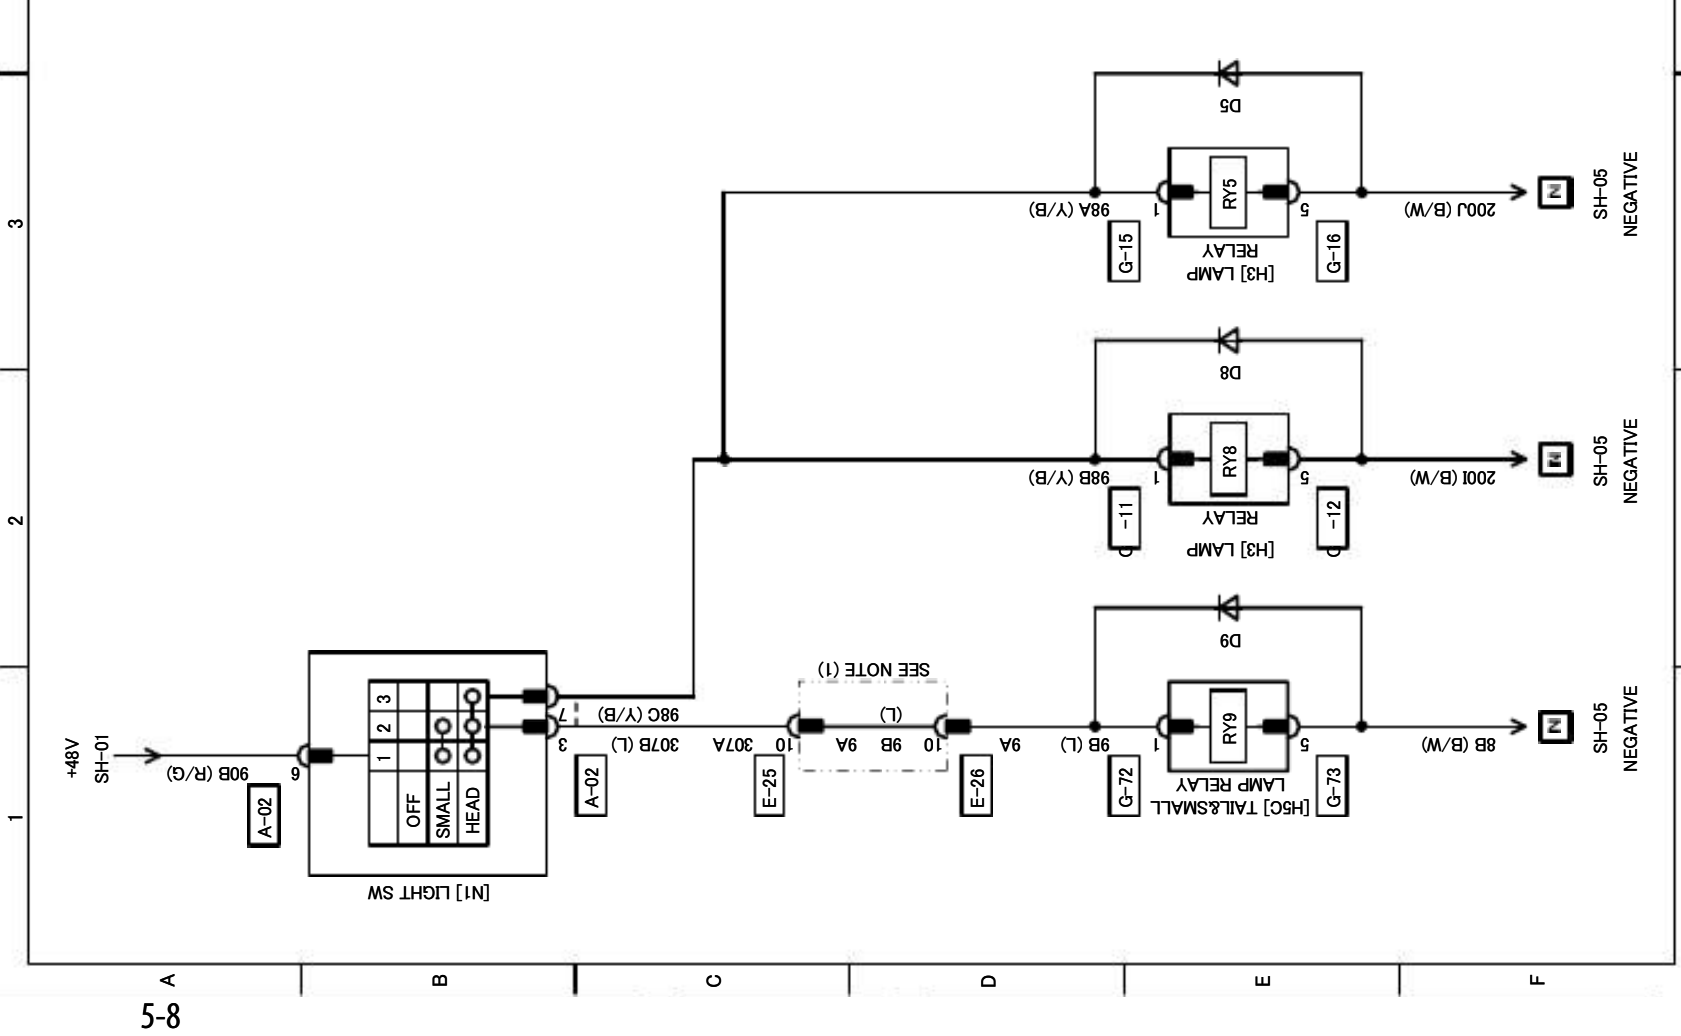 D5
RY5
98A (Y/B)
1
5
200J (B/W)
G-15
RELAY
[H3] LAMP
G-16
N
SH-05
NEGATIVE
3
D8
RY8
98B (Y/B)
1
5
200I (B/W)
-11
RELAY
[H3] LAMP
-12
N
SH-05
NEGATIVE
2
D9
SEE NOTE (1)
+48V
SH-01
90B (R/G)
6
A-02
3
2
1
OFF
SMALL
HEAD
[N1] LIGHT SW
7
98C (Y/B)
3
307B (L)
307A
A-02
10
E-25
(L)
9A
9B
10
E-26
9A
9B (L)
1
RY9
5
8B (B/W)
G-72
LAMP RELAY
[H5C] TAIL&SMALL
G-73
N
SH-05
NEGATIVE
1
A
B
C
D
E
F
5-8